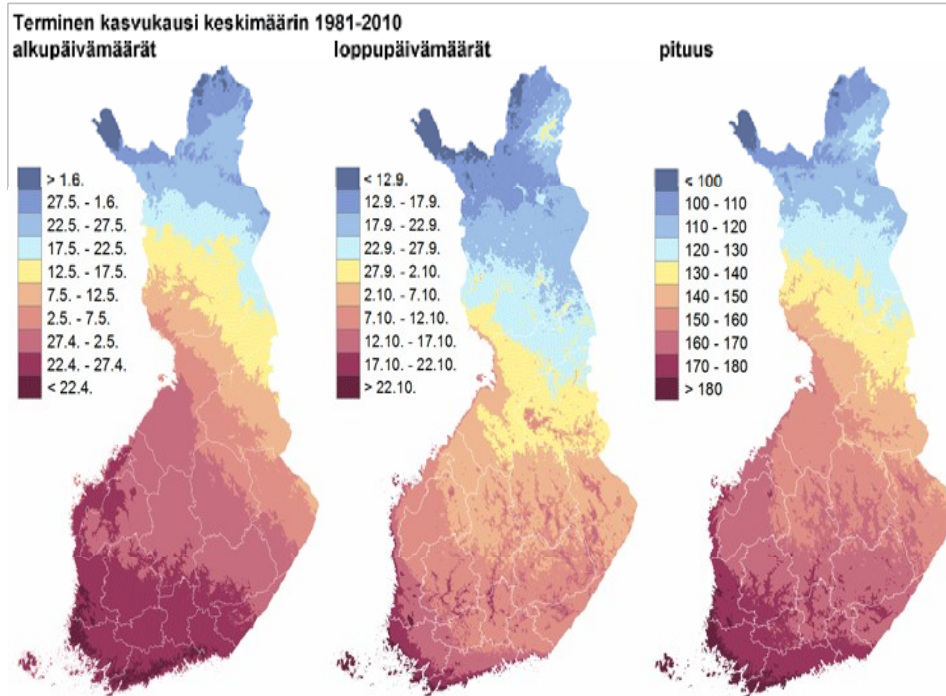 Terminen kasvukausi keskimäärin 1981-2010
alkupäivämäärät
> 1.6.
27.5. - 1.6.
22.5. - 27.5.
17.5. - 22.5.
12.5. - 17.5.
7.5. - 12.5.
2.5. - 7.5.
27.4. - 2.5.
22.4. - 27.4.
< 22.4.
loppupäivämäärät
< 12.9.
12.9. - 17.9.
17.9. - 22.9.
22.9. - 27.9.
27.9. - 2.10.
2.10. - 7.10.
7.10. - 12.10.
12.10. - 17.10.
17.10. - 22.10.
> 22.10.
pituus
< 100
100 - 110
110 - 120
120 - 130
130 - 140
140 - 150
150 - 160
160 - 170
170 - 180
> 180